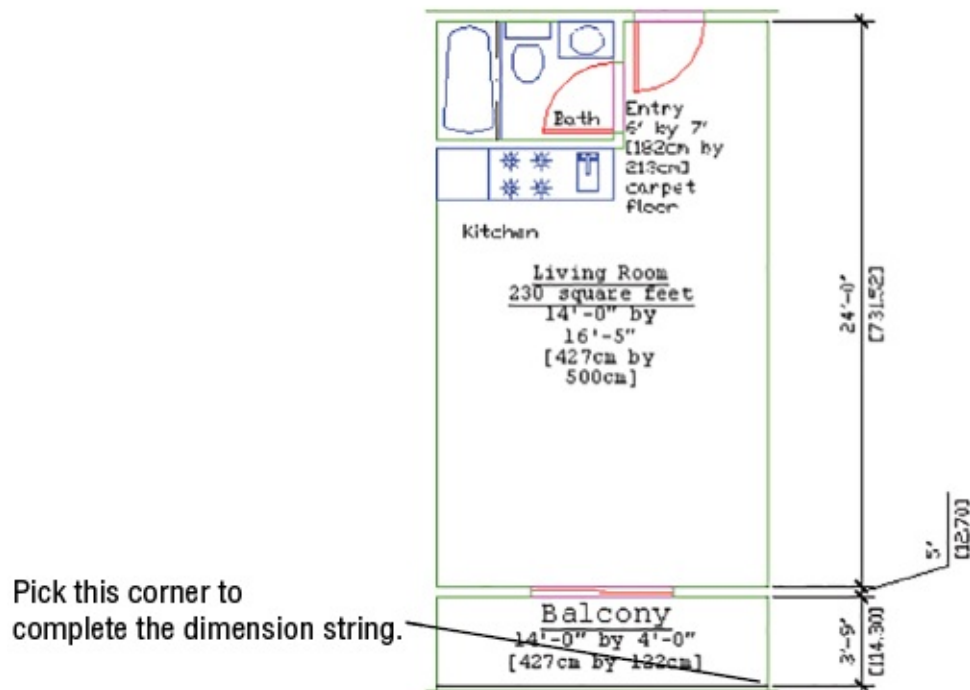 Bath
Entry
6' by 7'
[182cm by
213cm]
carpet
floor
Kitchen
Living Room
230 square feet
14'-0" by
16'-5"
[427cm by
500cm]
24'-0"
[731.52]
5"
[12.70]
Pick this corner to
complete the dimension string.
Balcony
14'-0" by 4'-0"
[427cm by 122cm]
3'-9"
[114.30]